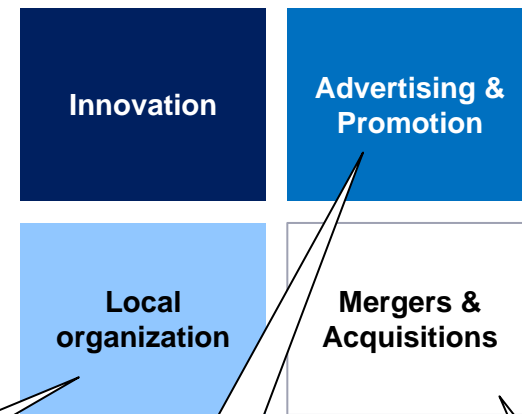 Innovation
Advertising &
Promotion
Local
organization
Mergers &
Acquisitions